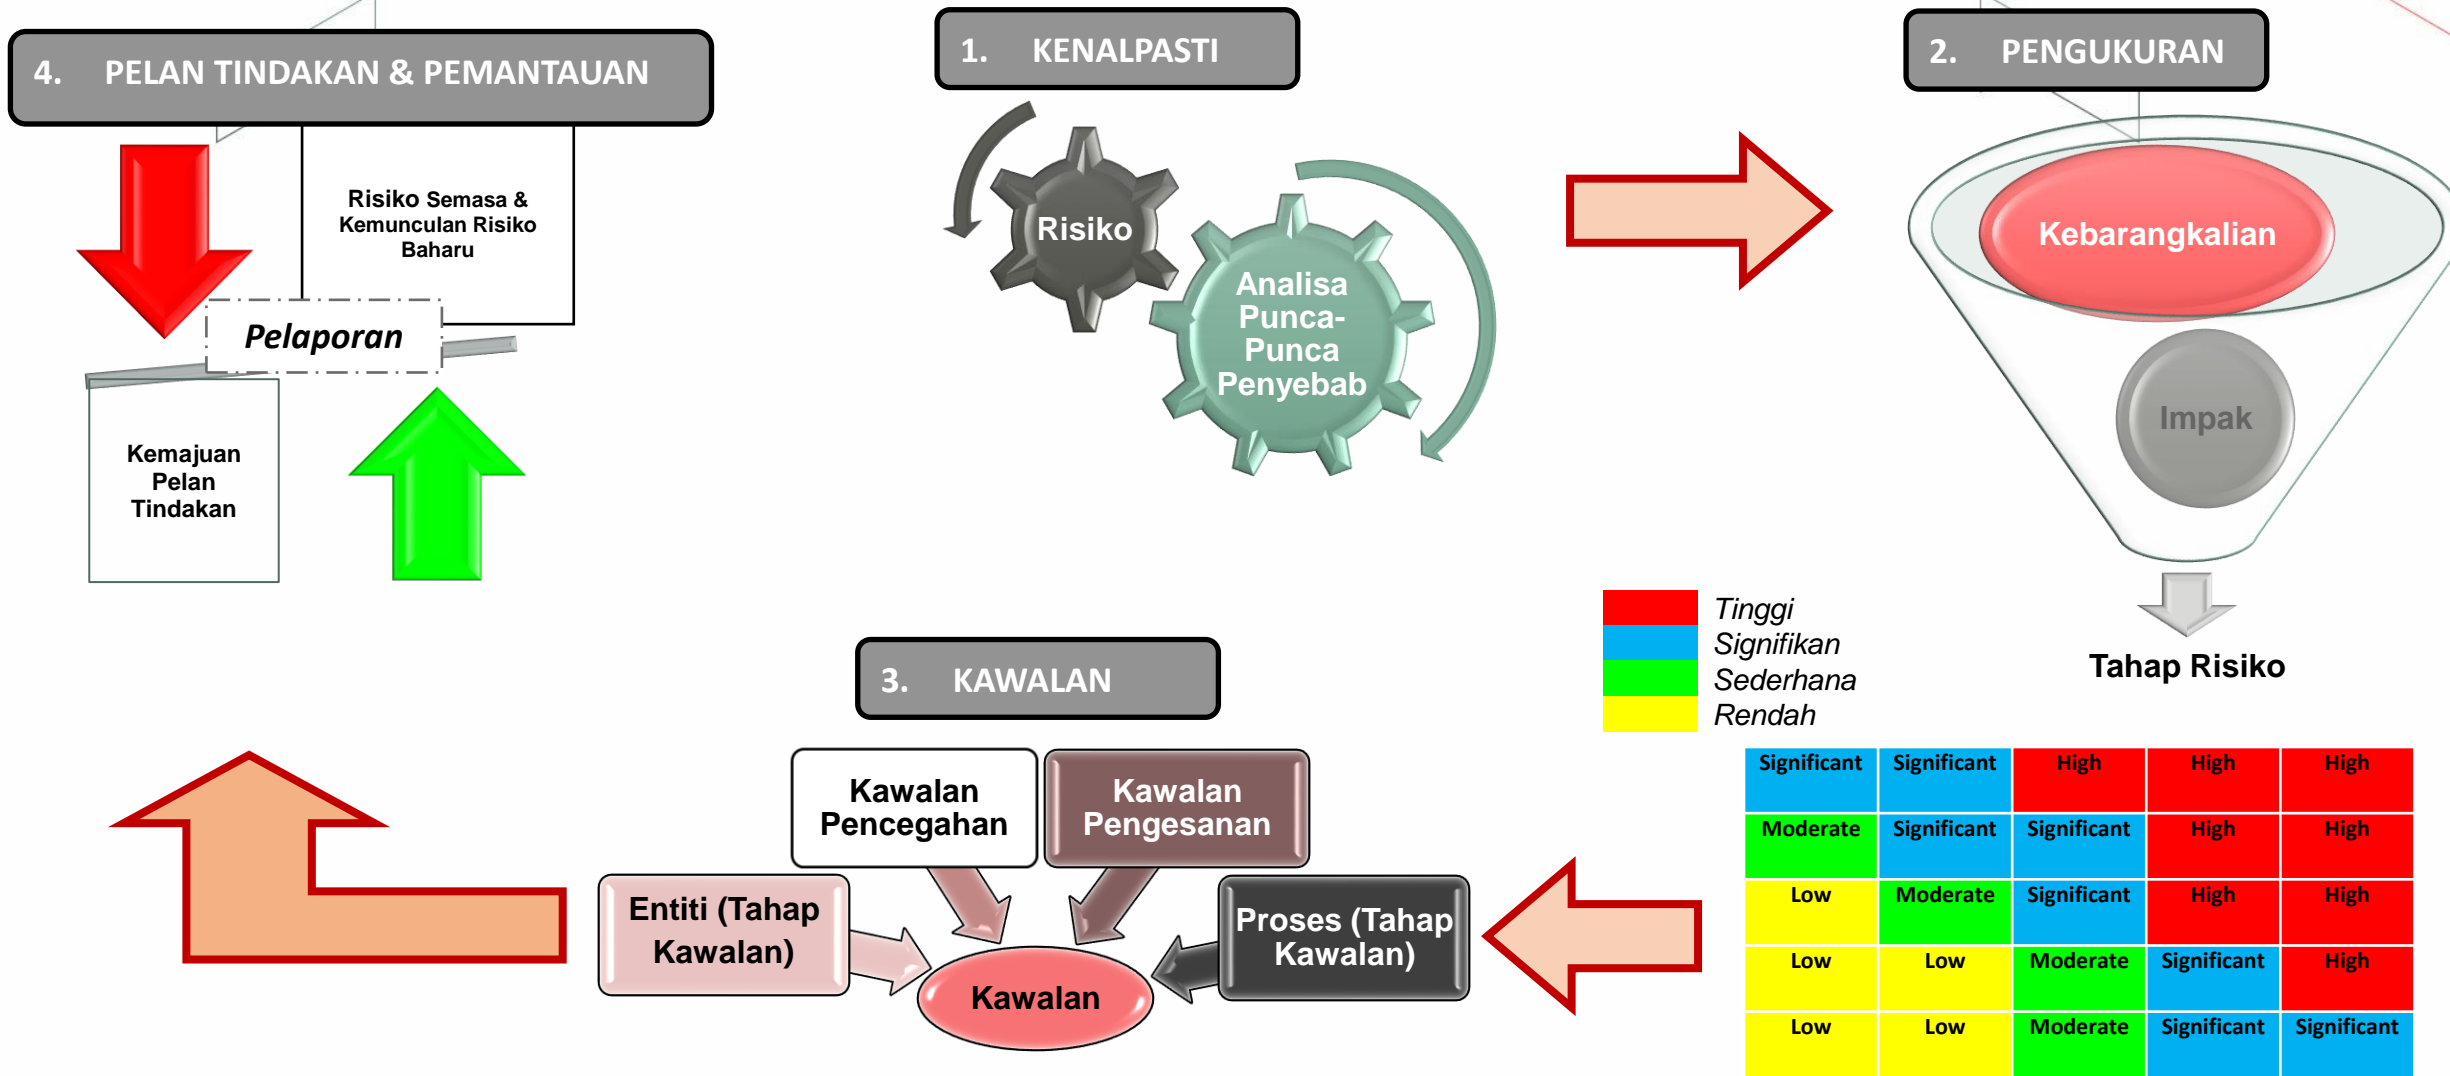 4. PELAN TINDAKAN & PEMANTAUAN
Risiko Semasa &
Kemunculan Risiko
Baharu
Pelaporan
Kemajuan
Pelan
Tindakan
1. KENALPASTI
Risiko
Analisa
Punca-
Punca
Penyebab
2. PENGUKURAN
Kebarangkalian
Impak
Tahap Risiko
Tinggi
Signifikan
Sederhana
Rendah
Significant Significant High High High
Moderate Significant Significant High High
Low Moderate Significant High High
Low Low Moderate Significant High
Low Low Moderate Significant Significant
3. KAWALAN
Kawalan
Pencegahan
Kawalan
Pengesanan
Entiti (Tahap
Kawalan)
Proses (Tahap
Kawalan)
Kawalan